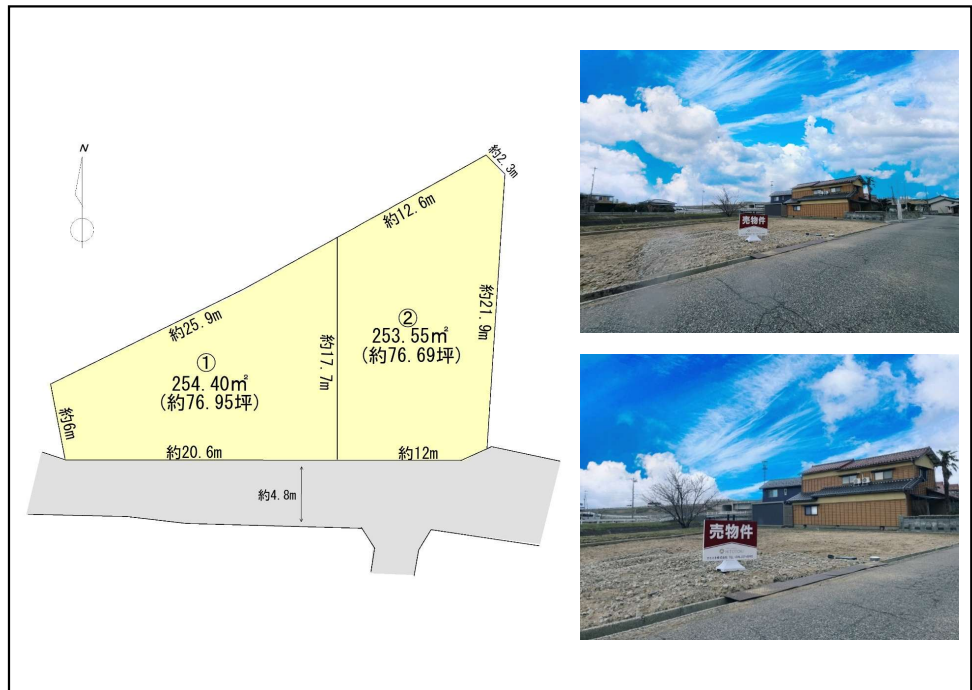 N
約2.3m
約12.6m
約25.9m
約21.9m
約17.7m
②
253.55㎡
(約76.69坪)
①
254.40㎡
(約76.95坪)
約6m
約20.6m
約12m
約4.8m
売物件
売物件